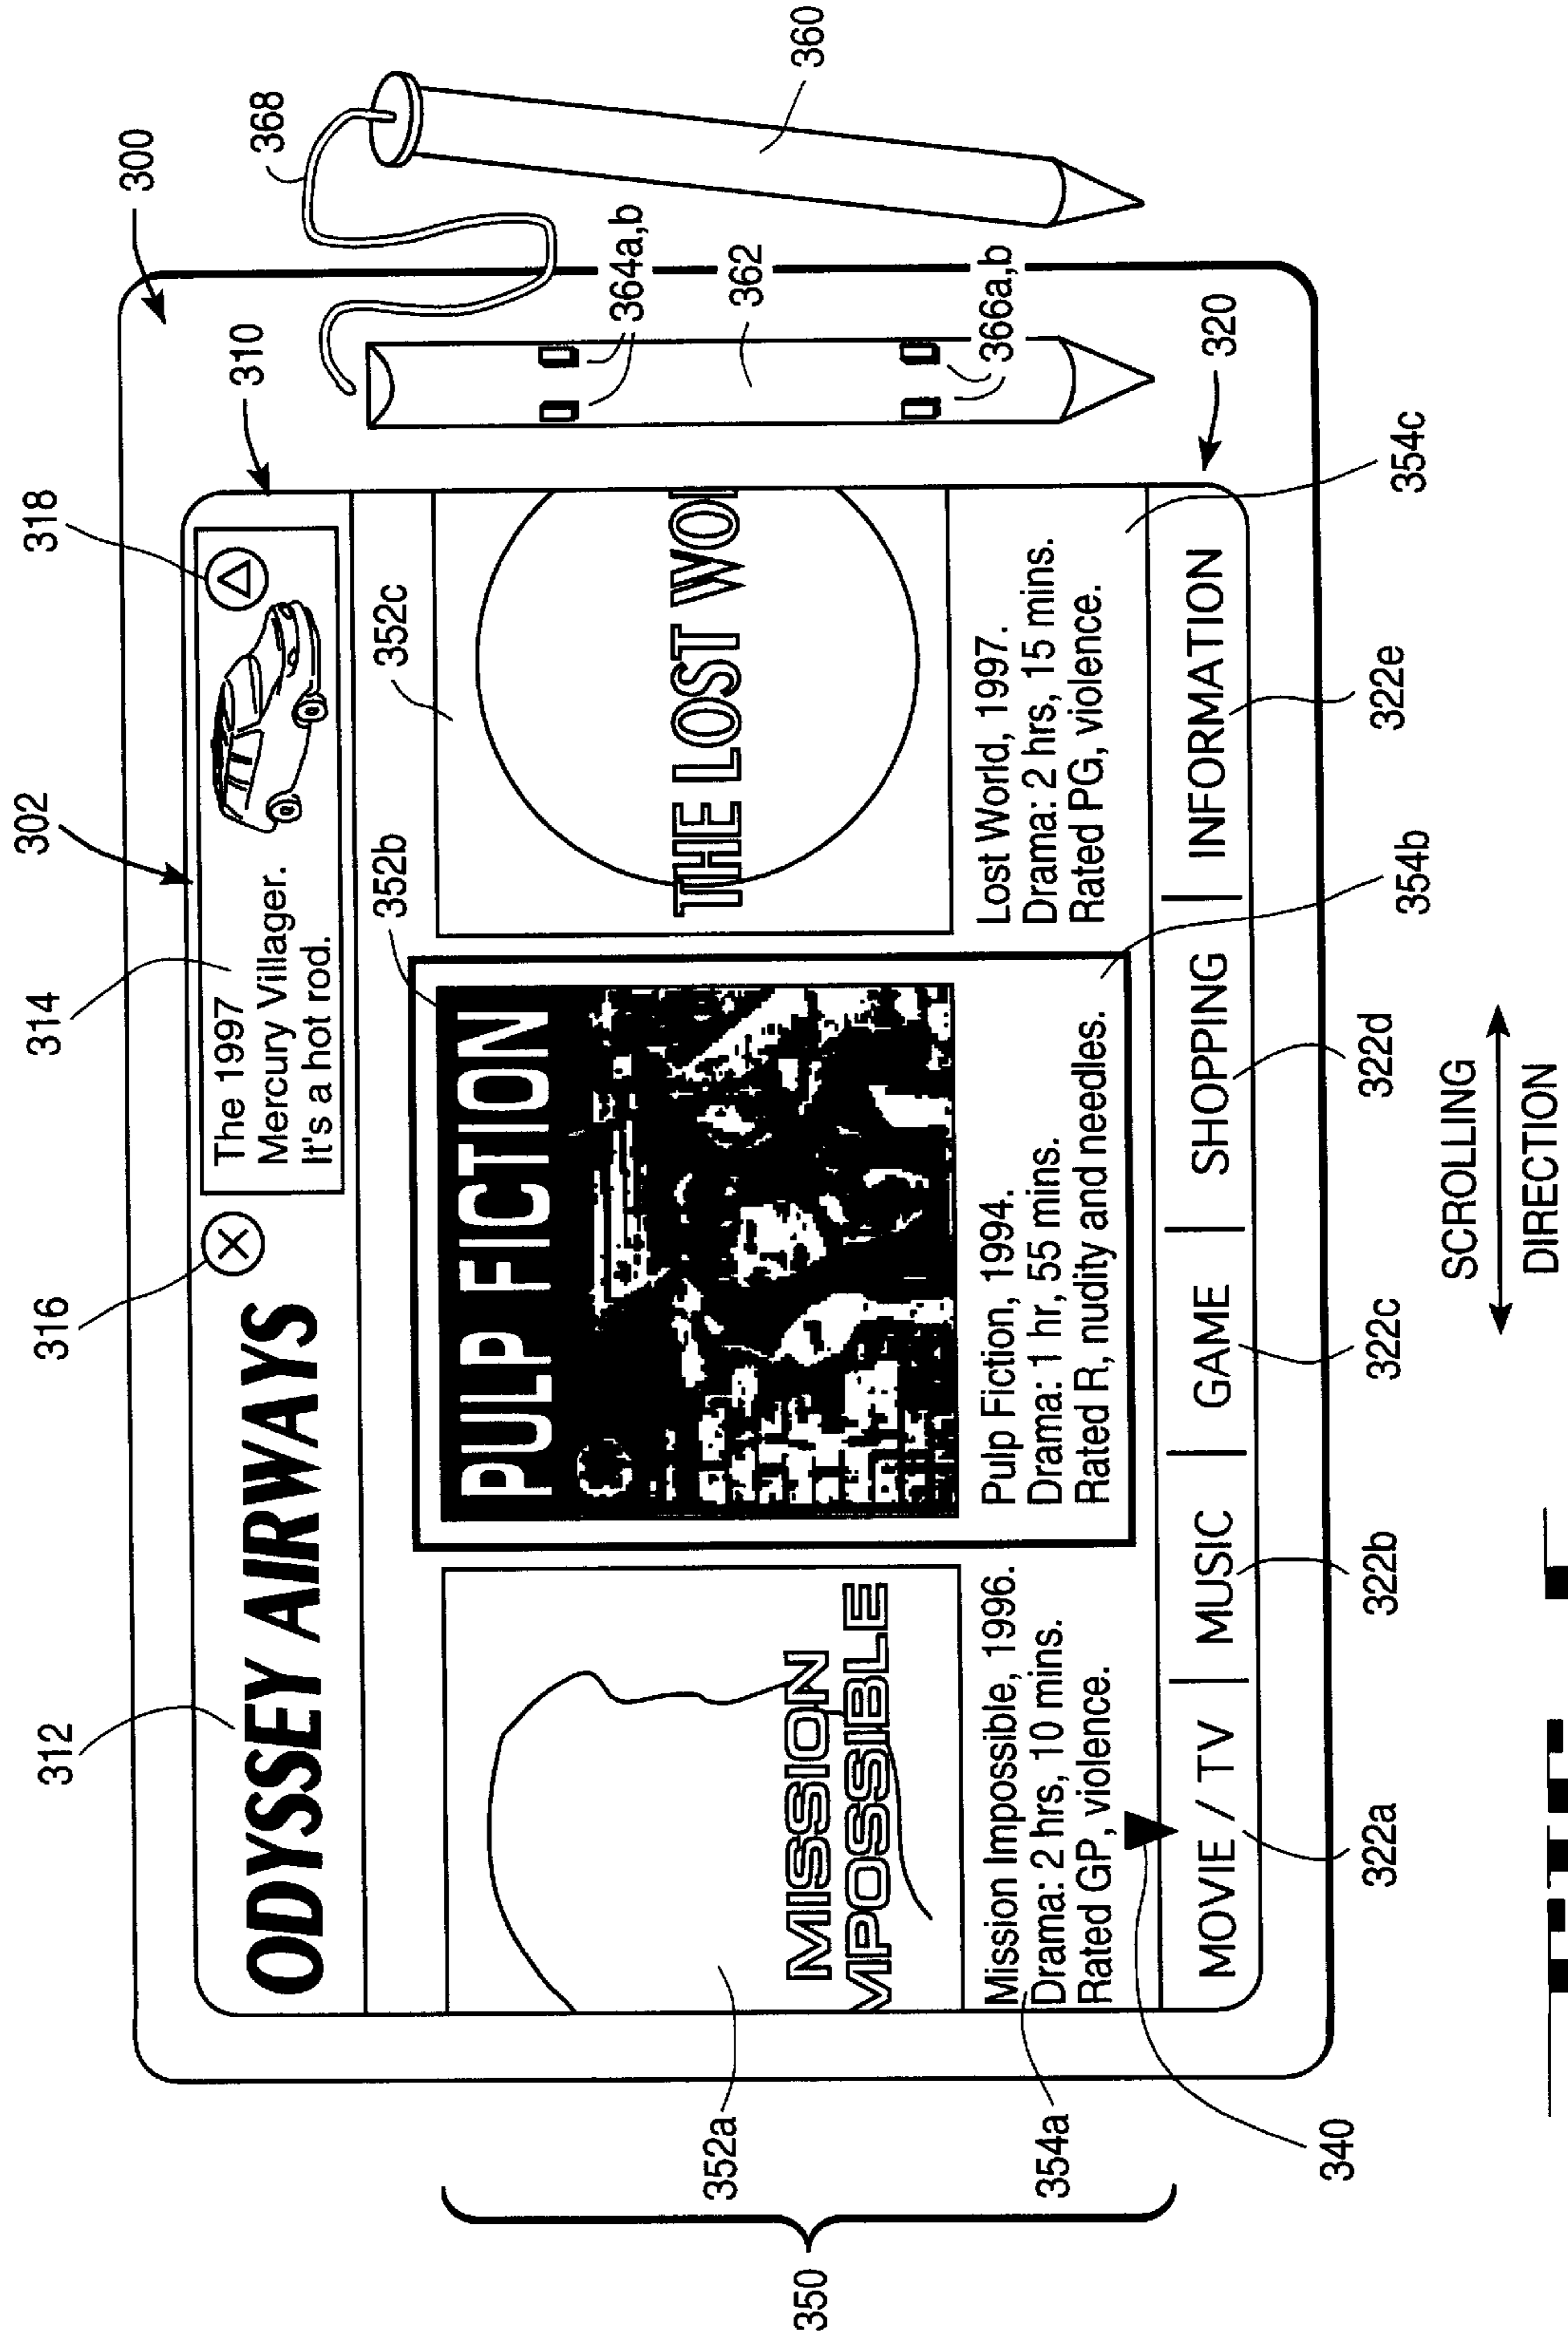 300
302
310
312
314
316
318
368
360
ODYSSEY AIRWAYS
The 1997
Mercury Villager.
It's a hot rod.
352b
352c
364a,b
362
366a,b
MISSION
MPOSSIBLE
PULP FICTION
THE LOST WO
352a
354a
350
340
Mission Impossible, 1996.
Drama: 2 hrs, 10 mins.
Rated GP, violence.
Pulp Fiction, 1994.
Drama: 1 hr, 55 mins.
Rated R, nudity and needles.
Lost World, 1997.
Drama: 2 hrs, 15 mins.
Rated PG, violence.
MOVIE / TV | MUSIC | GAME | SHOPPING | INFORMATION
320
322a
322b
322c
322d
322e
354b
354c
SCROLLING
DIRECTION